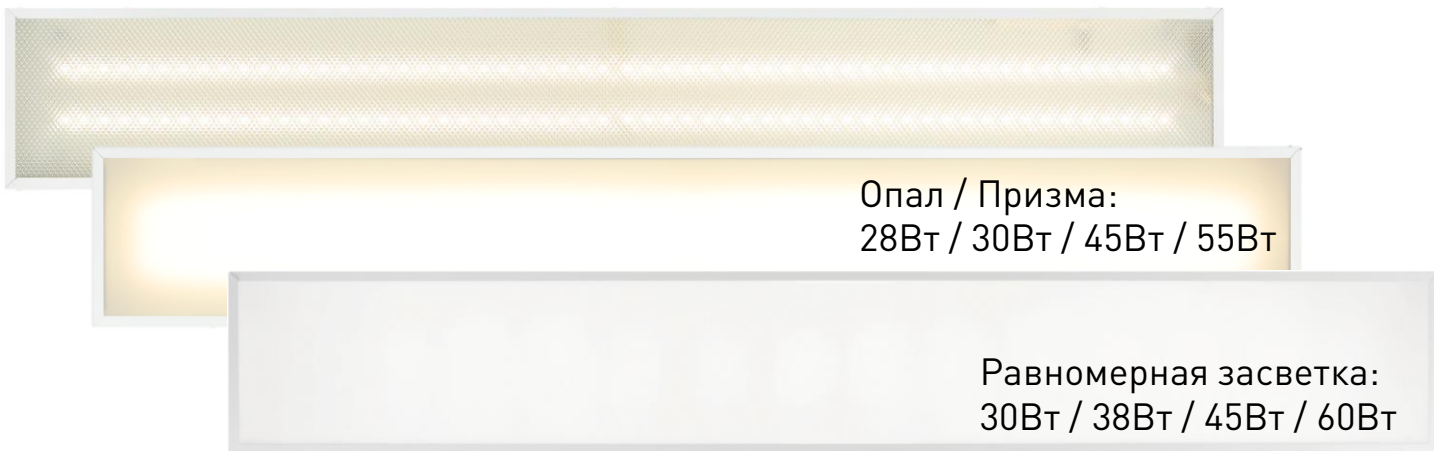 Опал / Призма:
28Вт / 30Вт / 45Вт / 55Вт
Равномерная засветка:
30Вт / 38Вт / 45Вт / 60Вт